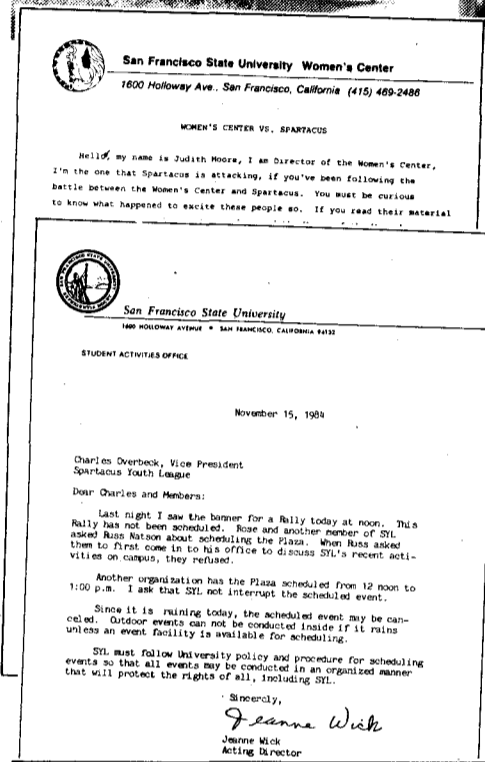 San Francisco State University Women's Center
1600 Holloway Ave., San Francisco, California (415) 469-2486
WOMEN'S CENTER VS. SPARTACUS
Hello, my name is Judith Moore, I am Director of the Women's Center,
I'm the one that Spartacus is attacking, if you've been following the
battle between the Women's Center and Spartacus. You must be curious
to know what happened to excite these people so. If you read their material
San Francisco State University
1600 HOLLOWAY AVENUE • SAN FRANCISCO, CALIFORNIA 94132
STUDENT ACTIVITIES OFFICE
November 15, 1984
Charles Overbeck, Vice President
Spartacus Youth League
Dear Charles and Members:
Last night I saw the banner for a Rally today at noon. This
Rally has not been scheduled. Rose and another member of SYL
asked Russ Natson about scheduling the Plaza. When Russ asked
them to first come in to his office to discuss SYL's recent acti-
vities on campus, they refused.
Another organization has the Plaza scheduled from 12 noon to
1:00 p.m. I ask that SYL not interrupt the scheduled event.
Since it is raining today, the scheduled event may be can-
celed. Outdoor events can not be conducted inside if it rains
unless an event facility is available for scheduling.
SYL must follow University policy and procedure for scheduling
events so that all events may be conducted in an organized manner
that will protect the rights of all, including SYL.
Sincerely,
Jeanne Wick
Jeanne Wick
Acting Director